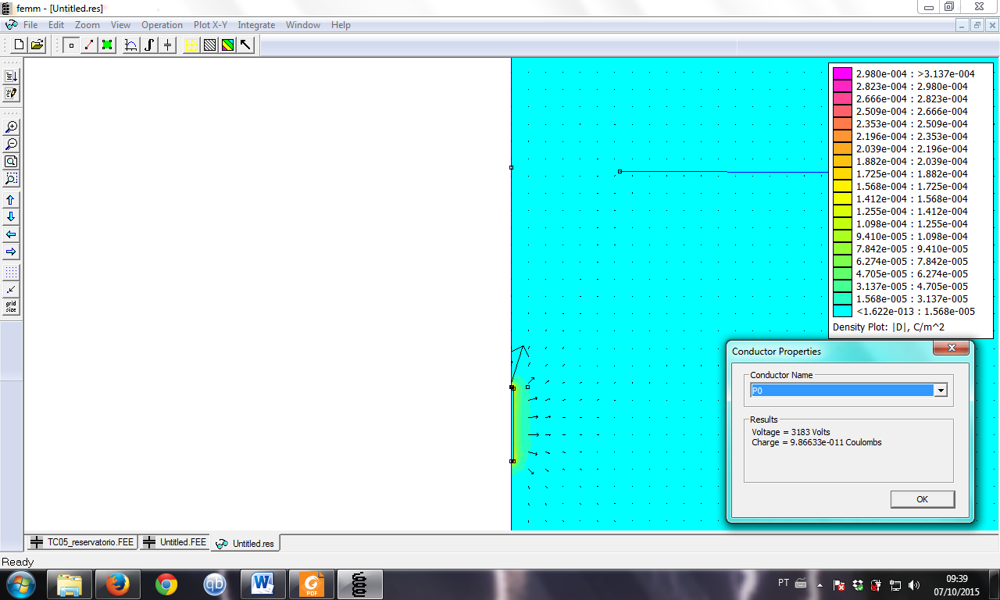 femm - [Untitled.res]
File Edit Zoom View Operation Plot X-Y Integrate Window Help
grid
size
2.980e-004 : >3.137e-004
2.823e-004 : 2.980e-004
2.666e-004 : 2.823e-004
2.509e-004 : 2.666e-004
2.353e-004 : 2.509e-004
2.196e-004 : 2.353e-004
2.039e-004 : 2.196e-004
1.882e-004 : 2.039e-004
1.725e-004 : 1.882e-004
1.568e-004 : 1.725e-004
1.412e-004 : 1.568e-004
1.255e-004 : 1.412e-004
1.098e-004 : 1.255e-004
9.410e-005 : 1.098e-004
7.842e-005 : 9.410e-005
6.274e-005 : 7.842e-005
4.705e-005 : 6.274e-005
3.137e-005 : 4.705e-005
1.568e-005 : 3.137e-005
<1.622e-013 : 1.568e-005
Density Plot: |D|, C/m^2
Conductor Properties
Conductor Name
P0
Results
Voltage = 3183 Volts
Charge = 9.86633e-011 Coulombs
OK
TC05_reservatorio.FEE Untitled.FEE Untitled.res
Ready
qb
W
PDF
PT
09:39
07/10/2015